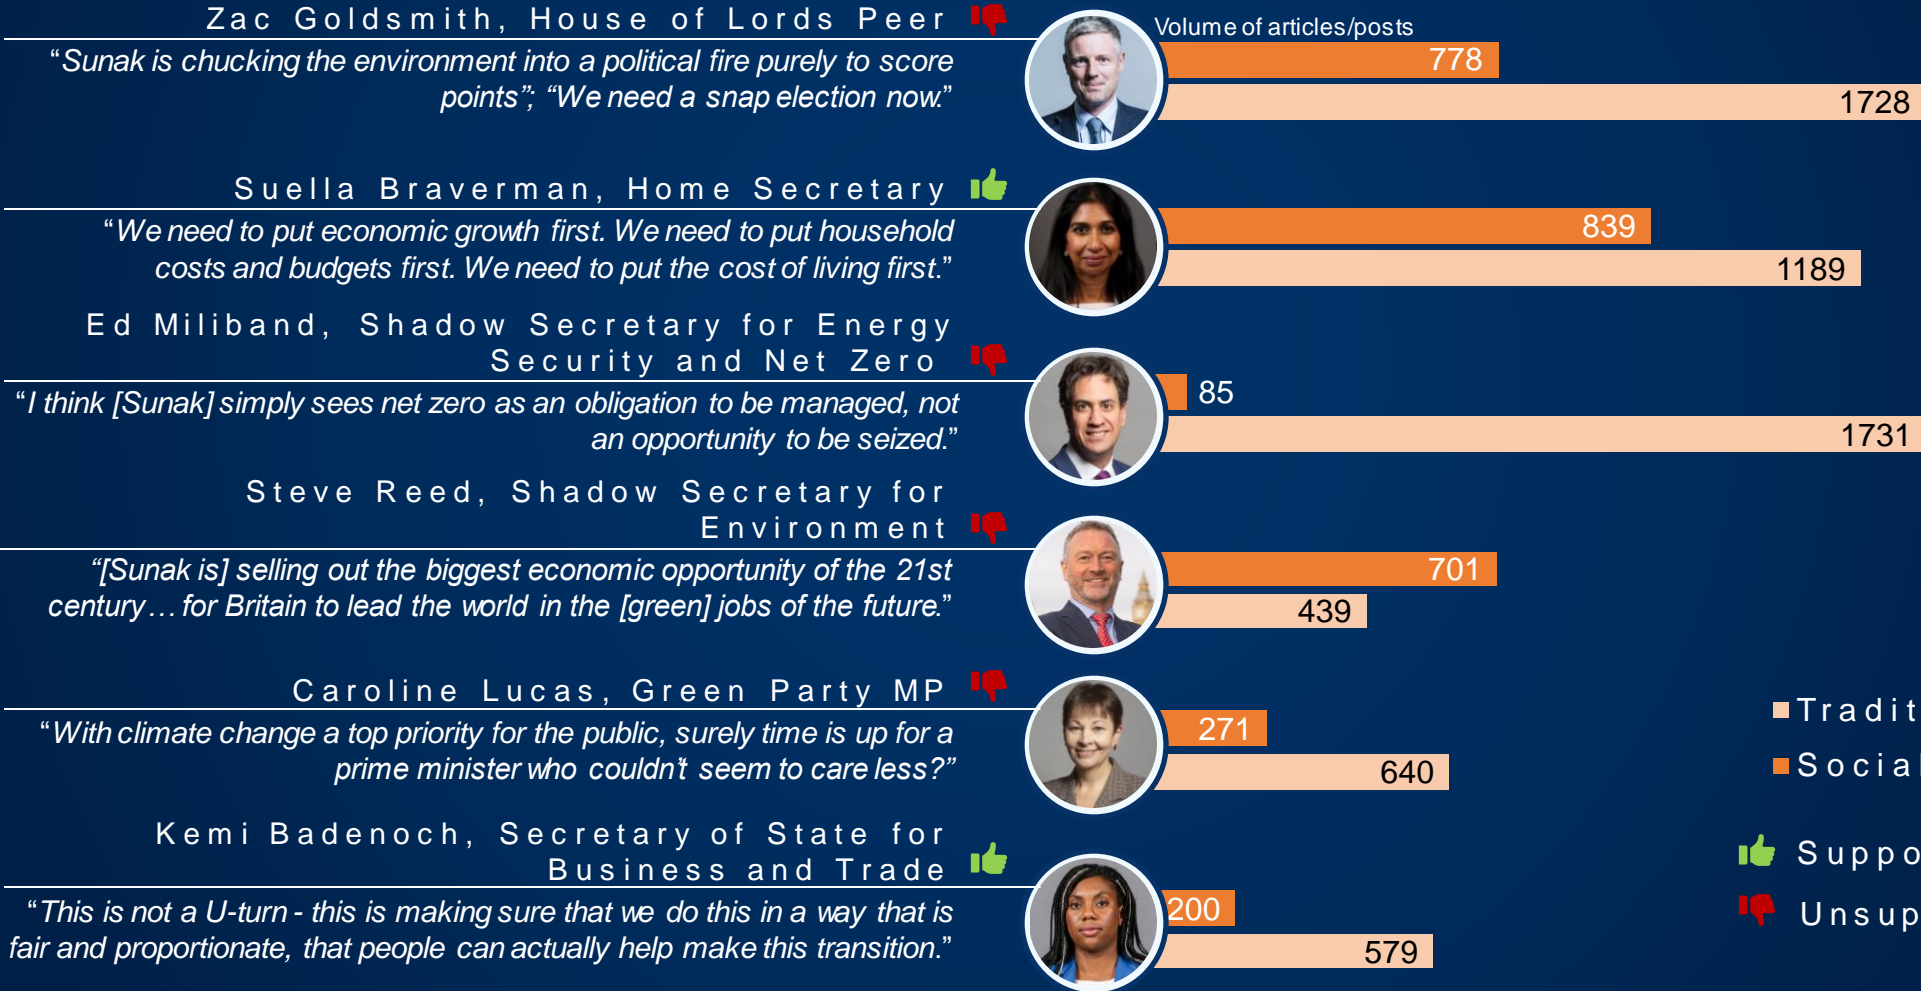 Zac Goldsmith, House of Lords Peer
“Sunak is chucking the environment into a political fire purely to score
points”; “We need a snap election now.”
Volume of articles/posts
778
1728
Suella Braverman, Home Secretary
“We need to put economic growth first. We need to put household
costs and budgets first. We need to put the cost of living first.”
839
1189
Ed Miliband, Shadow Secretary for Energy
Security and Net Zero
“I think [Sunak] simply sees net zero as an obligation to be managed, not
an opportunity to be seized.”
85
1731
Steve Reed, Shadow Secretary for
Environment
“[Sunak is] selling out the biggest economic opportunity of the 21st
century… for Britain to lead the world in the [green] jobs of the future.”
701
439
Caroline Lucas, Green Party MP
“With climate change a top priority for the public, surely time is up for a
prime minister who couldn’t seem to care less?”
271
640
Tradit
Social
Kemi Badenoch, Secretary of State for
Business and Trade
“This is not a U-turn - this is making sure that we do this in a way that is
fair and proportionate, that people can actually help make this transition.”
200
579
Suppo
Unsup